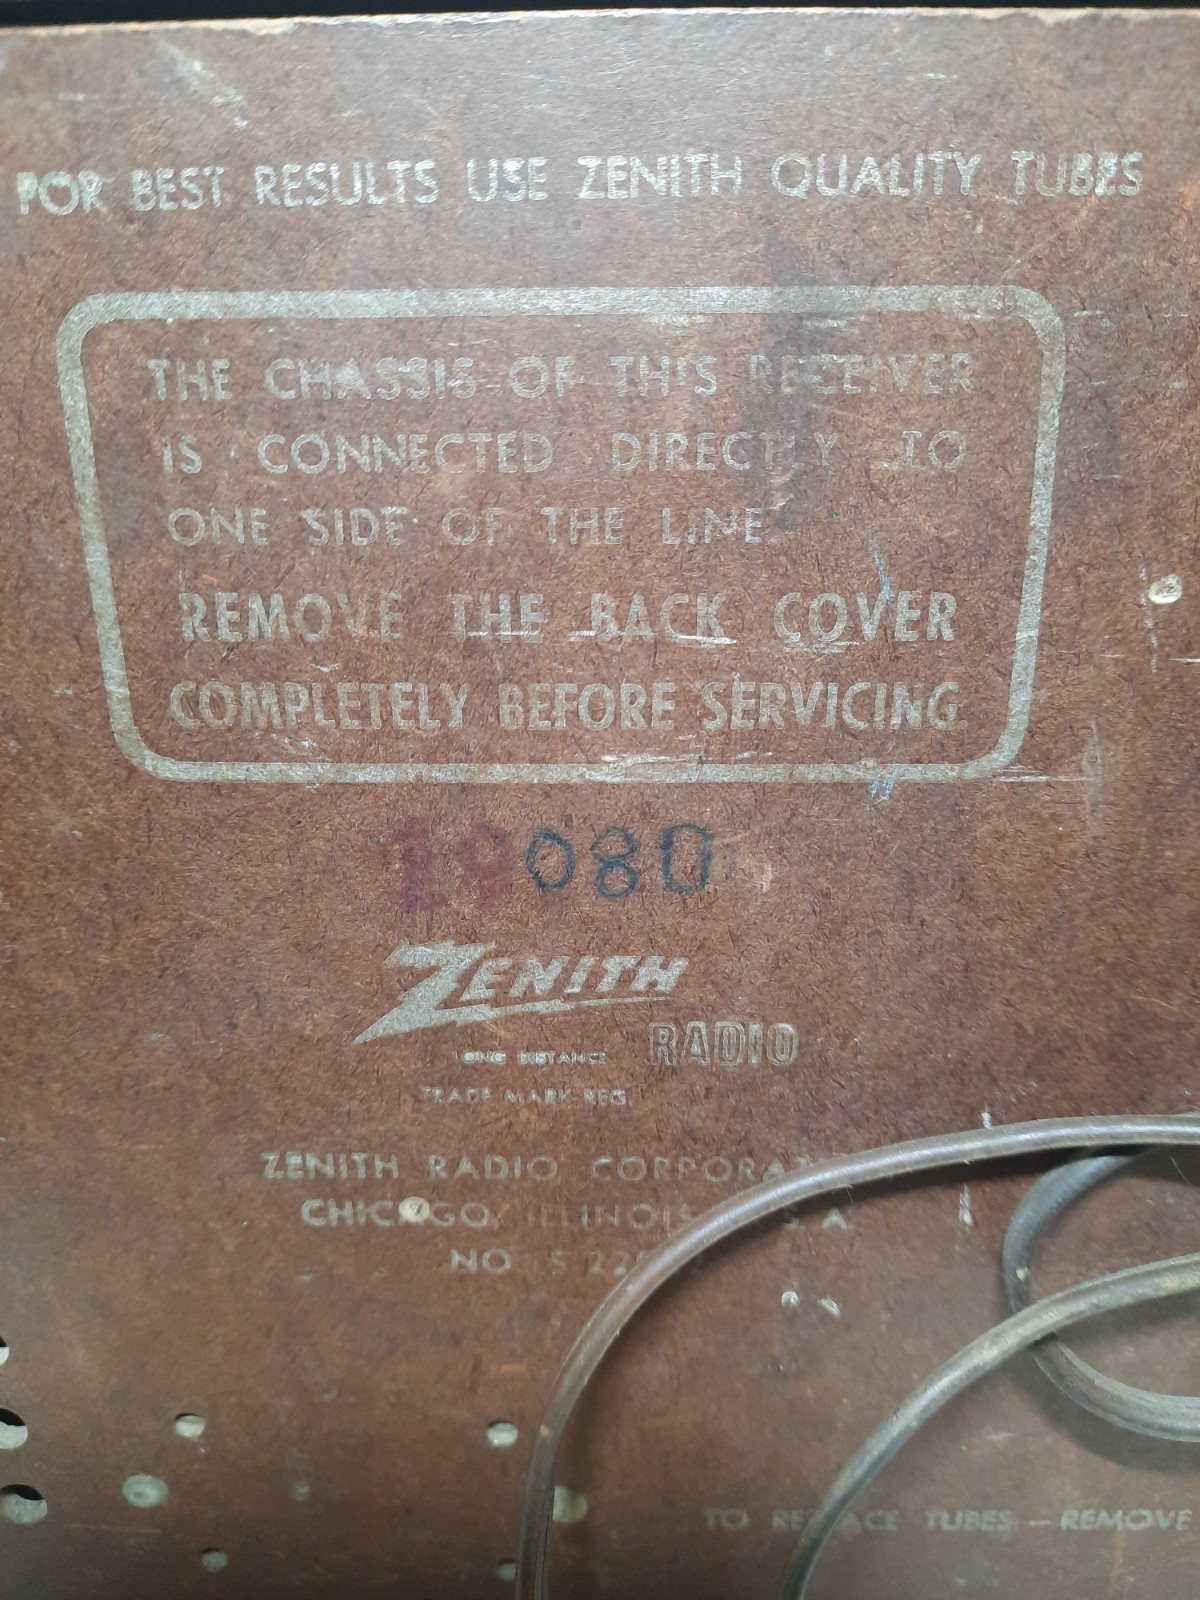 FOR BEST RESULTS USE ZENITH QUALITY TUBES
THE CHASSIS OF THIS RECEIVER
IS CONNECTED DIRECTLY TO
ONE SIDE OF THE LINE.
REMOVE THE BACK COVER
COMPLETELY BEFORE SERVICING.
080
ZENITH
LONG DISTANCE RADIO
TRADE MARK REG.
ZENITH RADIO
CHICAGO, ILLINOIS S. A.
NO
TO REPLACE TUBES – REMOVE